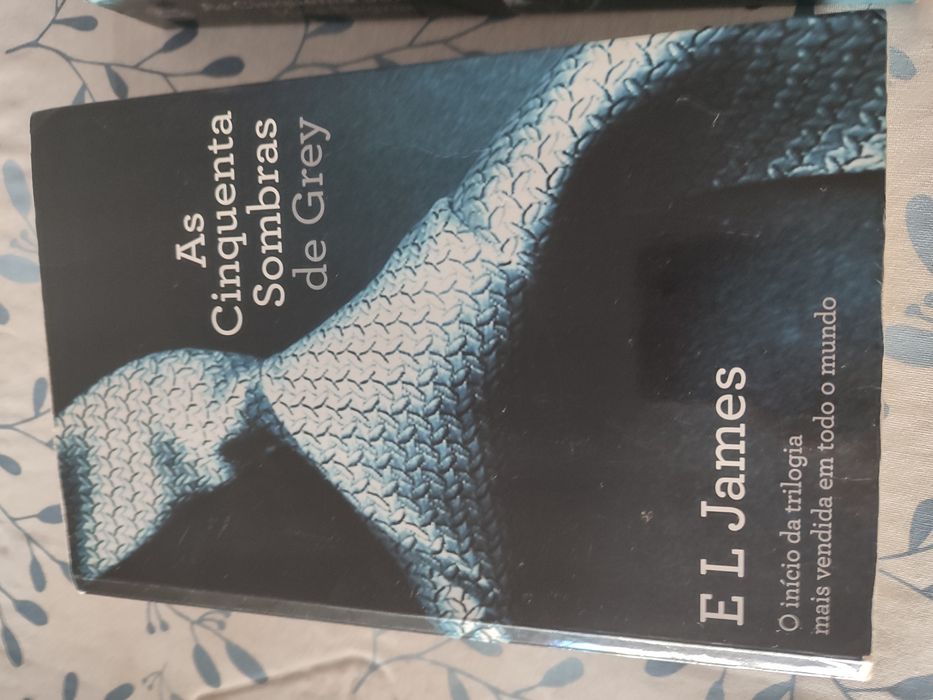 As
Cinquenta
Sombras
de Grey
E L James
O início da trilogia
mais vendida em todo o mundo